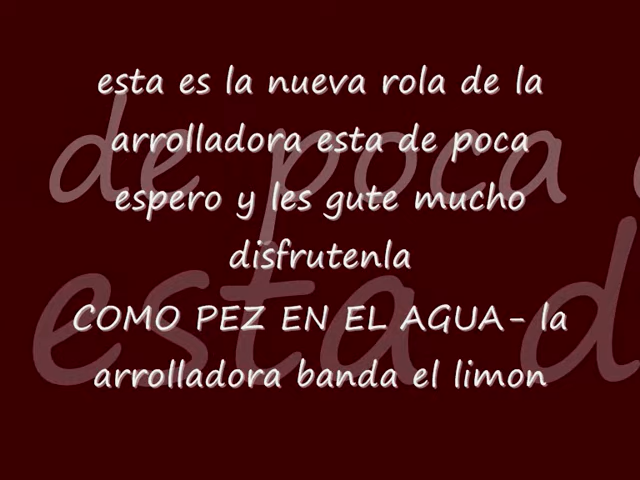 esta es la nueva rola de la
arrolladora esta de poca
espero y les gute mucho
disfrutenla
COMO PEZ EN EL AGUA- la
arrolladora banda el limon
de poca
esta d